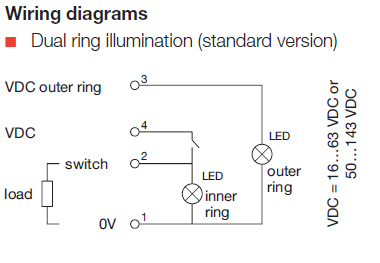 Wiring diagrams
Dual ring illumination (standard version)
VDC outer ring 3
VDC 4
switch 2
load
0V 1
LED
inner
ring
LED
outer
ring
VDC = 16...63 VDC or
50...143 VDC